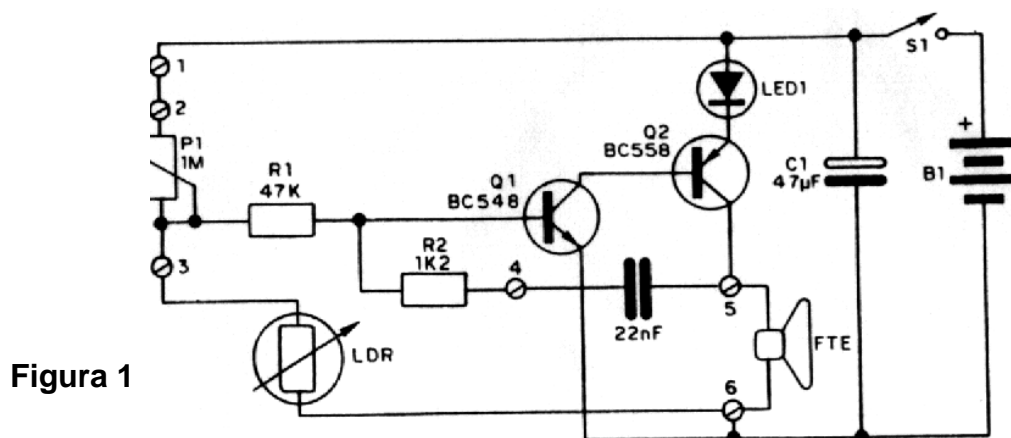 S1
1
LED1
2
Q2
BC558
+
P1
1M
C1
47µF
B1
R1
47K
Q1
BC548
R2
1K2
4
3
5
22nF
FTE
LDR
6
Figura 1